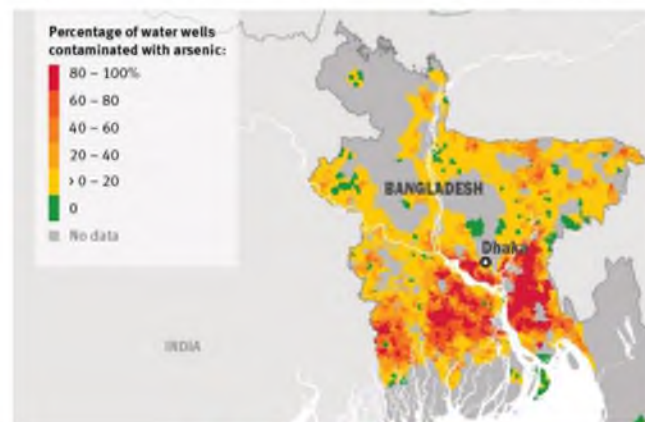 Percentage of water wells
contaminated with arsenic:
80 – 100%
60 – 80
40 – 60
20 – 40
> 0 – 20
0
No data
BANGLADESH
Dhaka
INDIA